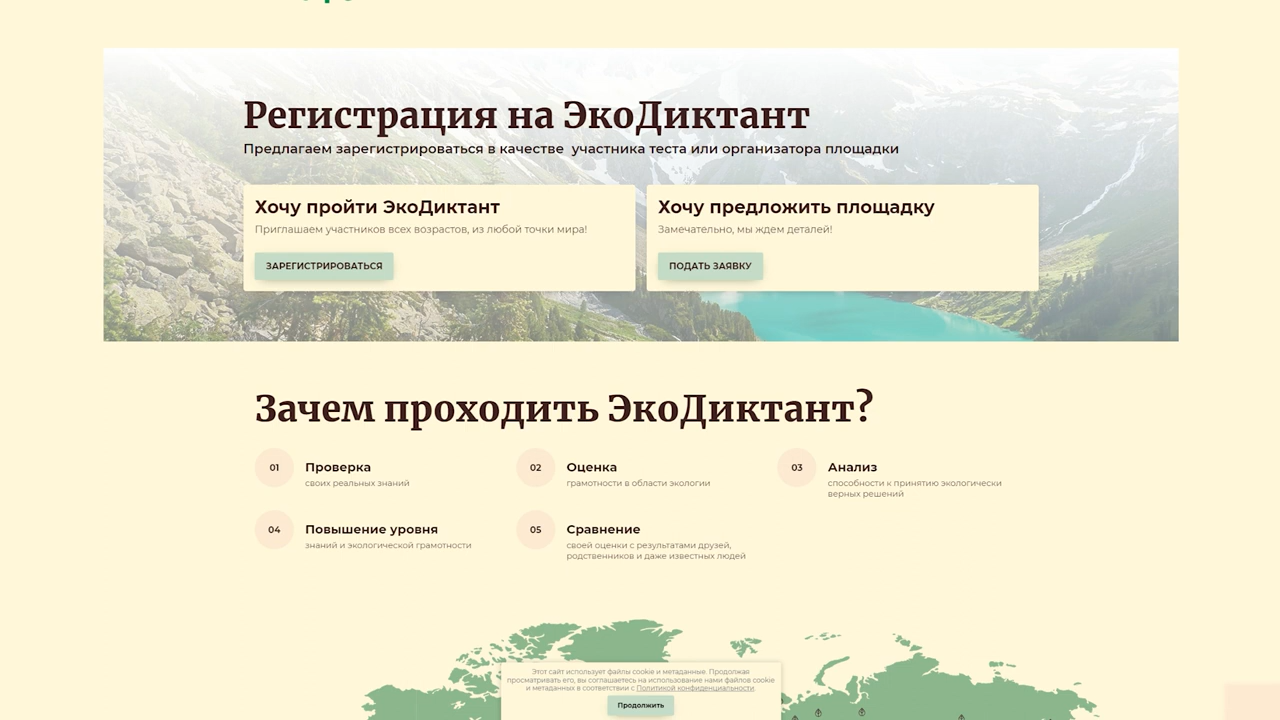 Регистрация на ЭкоДиктант
Предлагаем зарегистрироваться в качестве участника теста или организатора площадки
Хочу пройти ЭкоДиктант
Приглашаем участников всех возрастов, из любой точки мира!
ЗАРЕГИСТРИРОВАТЬСЯ
Хочу предложить площадку
Замечательно, мы ждем деталей!
ПОДАТЬ ЗАЯВКУ
Зачем проходить ЭкоДиктант?
01
Проверка
своих реальных знаний
02
Оценка
грамотности в области экологии
03
Анализ
способности к принятию экологически
верных решений
04
Повышение уровня
знаний и экологической грамотности
05
Сравнение
своей оценки с результатами друзей,
родственников и даже известных людей
Этот сайт использует файлы cookie и метаданные. Продолжая
просматривать его, вы соглашаетесь на использование нами файлов cookie
и метаданных в соответствии с Политикой конфиденциальности.
Продолжить